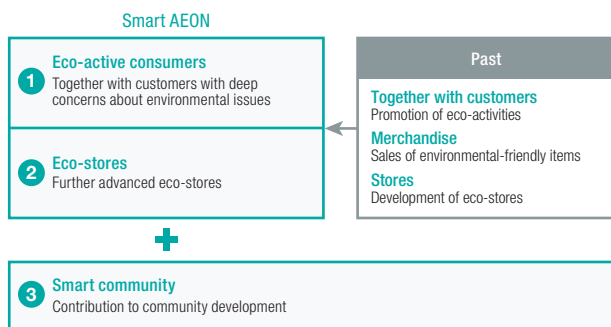 Smart AEON
1
Eco-active consumers
Together with customers with deep
concerns about environmental issues
2
Eco-stores
Further advanced eco-stores
Past
Together with customers
Promotion of eco-activities
Merchandise
Sales of environmental-friendly items
Stores
Development of eco-stores
+
3
Smart community
Contribution to community development